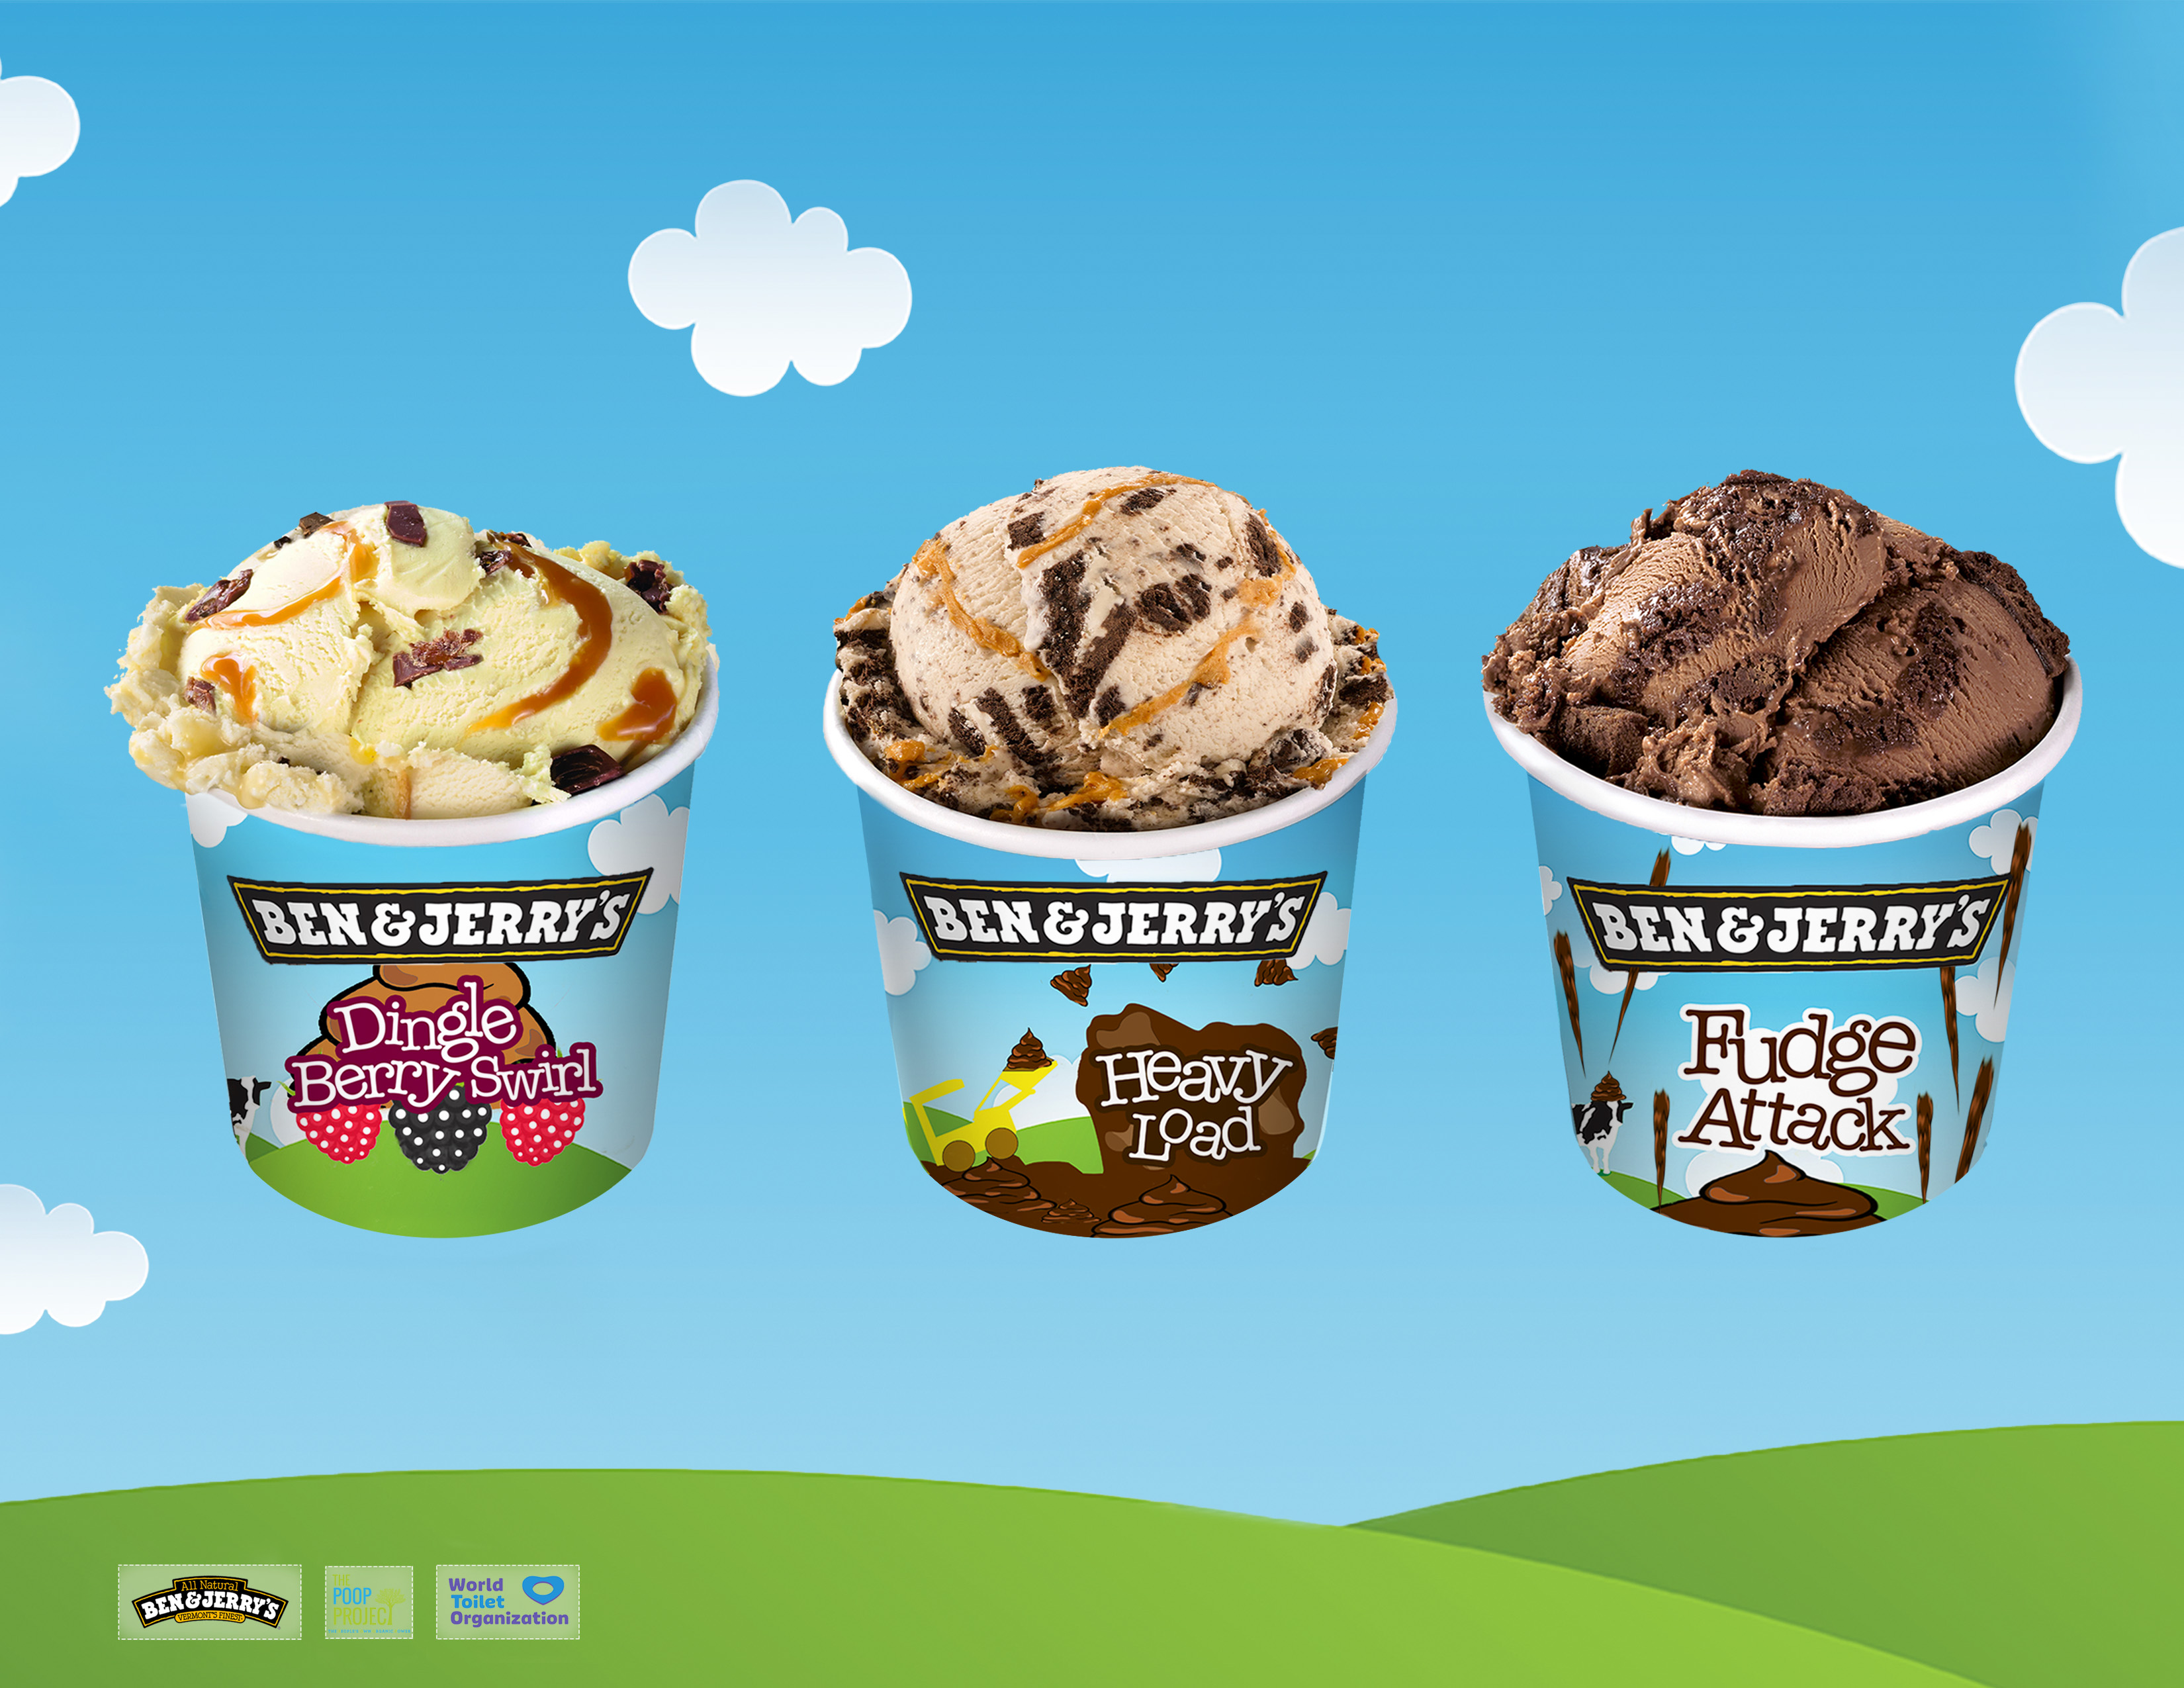 BEN & JERRY'S
Dingle
Berry Swirl
BEN & JERRY'S
Heavy
Load
BEN & JERRY'S
Fudge
Attack
All Natural
BEN & JERRY'S
VERMONT'S FINEST
THE
POOP
PROJECT
World
Toilet
Organization